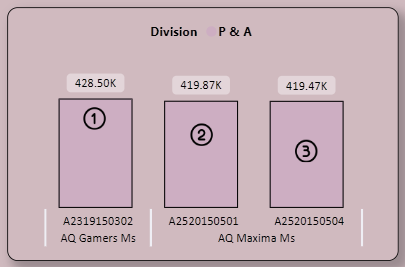 Division P & A
428.50K 419.87K 419.47K
1 2 3
A2319150302 A2520150501 A2520150504
AQ Gamers Ms AQ Maxima Ms